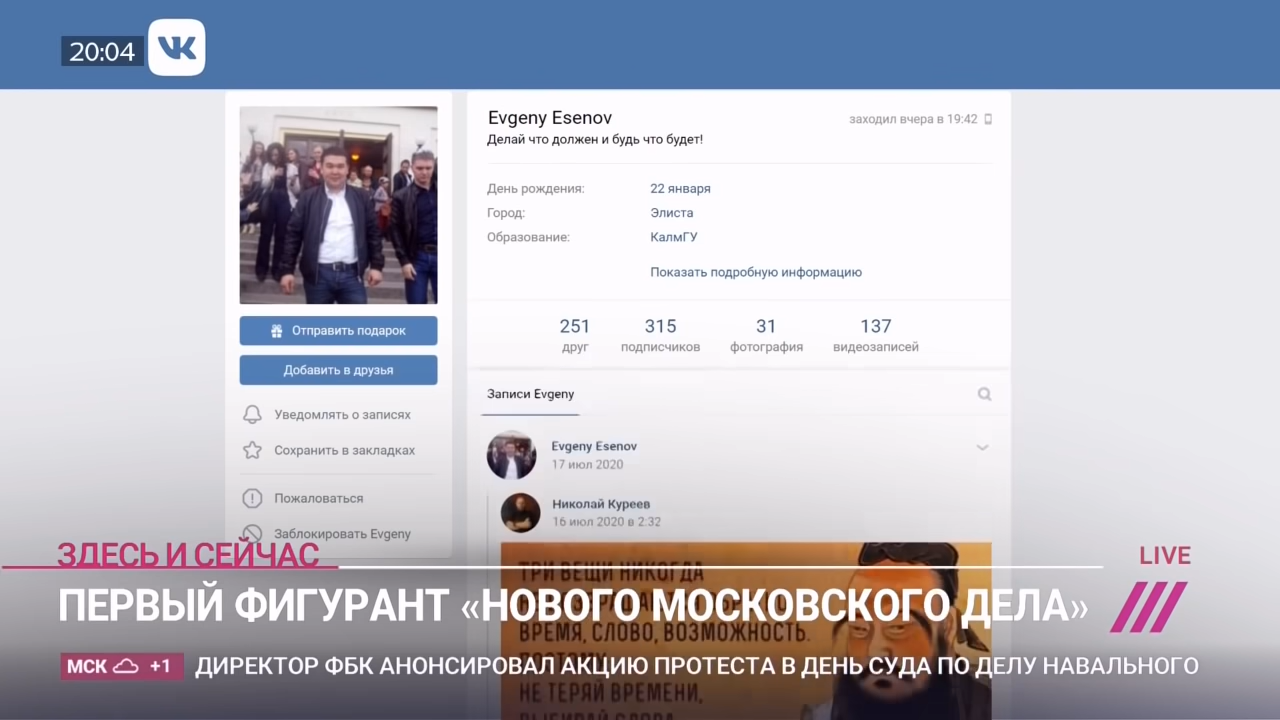 20:04
Evgeny Esenov
заходил вчера в 19:42
Делай что должен и будь что будет!
День рождения: 22 января
Город: Элиста
Образование: КалмГУ
Показать подробную информацию
251 315 31 137
друг подписчиков фотография видеозаписей
Отправить подарок
Добавить в друзья
Уведомлять о записях
Сохранить в закладках
Пожаловаться
Заблокировать Evgeny
Записи Evgeny
Evgeny Esenov
17 июл 2020
Николай Куреев
16 июл 2020 в 2:32
ТРИ ВЕЩИ НИКОГДА
ВРЕМЯ, СЛОВО, ВОЗМОЖНОСТЬ.
ПОЭТОМУ
НЕ ТЕРЯЙ ВРЕМЕНИ,
ВЫБИРАЙ СЛОВА
ЗДЕСЬ И СЕЙЧАС
LIVE
ПЕРВЫЙ ФИГУРАНТ «НОВОГО МОСКОВСКОГО ДЕЛА»
МСК +1 ДИРЕКТОР ФБК АНОНСИРОВАЛ АКЦИЮ ПРОТЕСТА В ДЕНЬ СУДА ПО ДЕЛУ НАВАЛЬНОГО